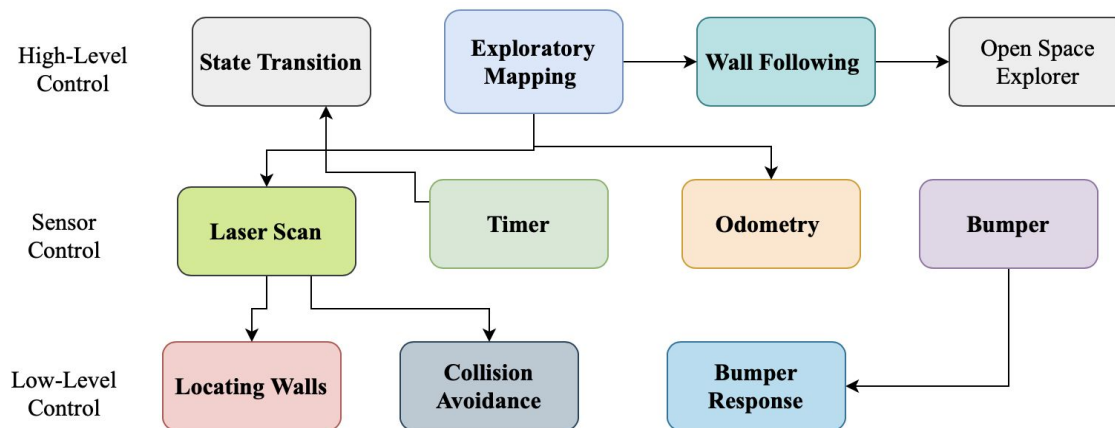 High-Level
Control
State Transition
Exploratory
Mapping
Wall Following
Open Space
Explorer
Sensor
Control
Laser Scan
Timer
Odometry
Bumper
Low-Level
Control
Locating Walls
Collision
Avoidance
Bumper
Response